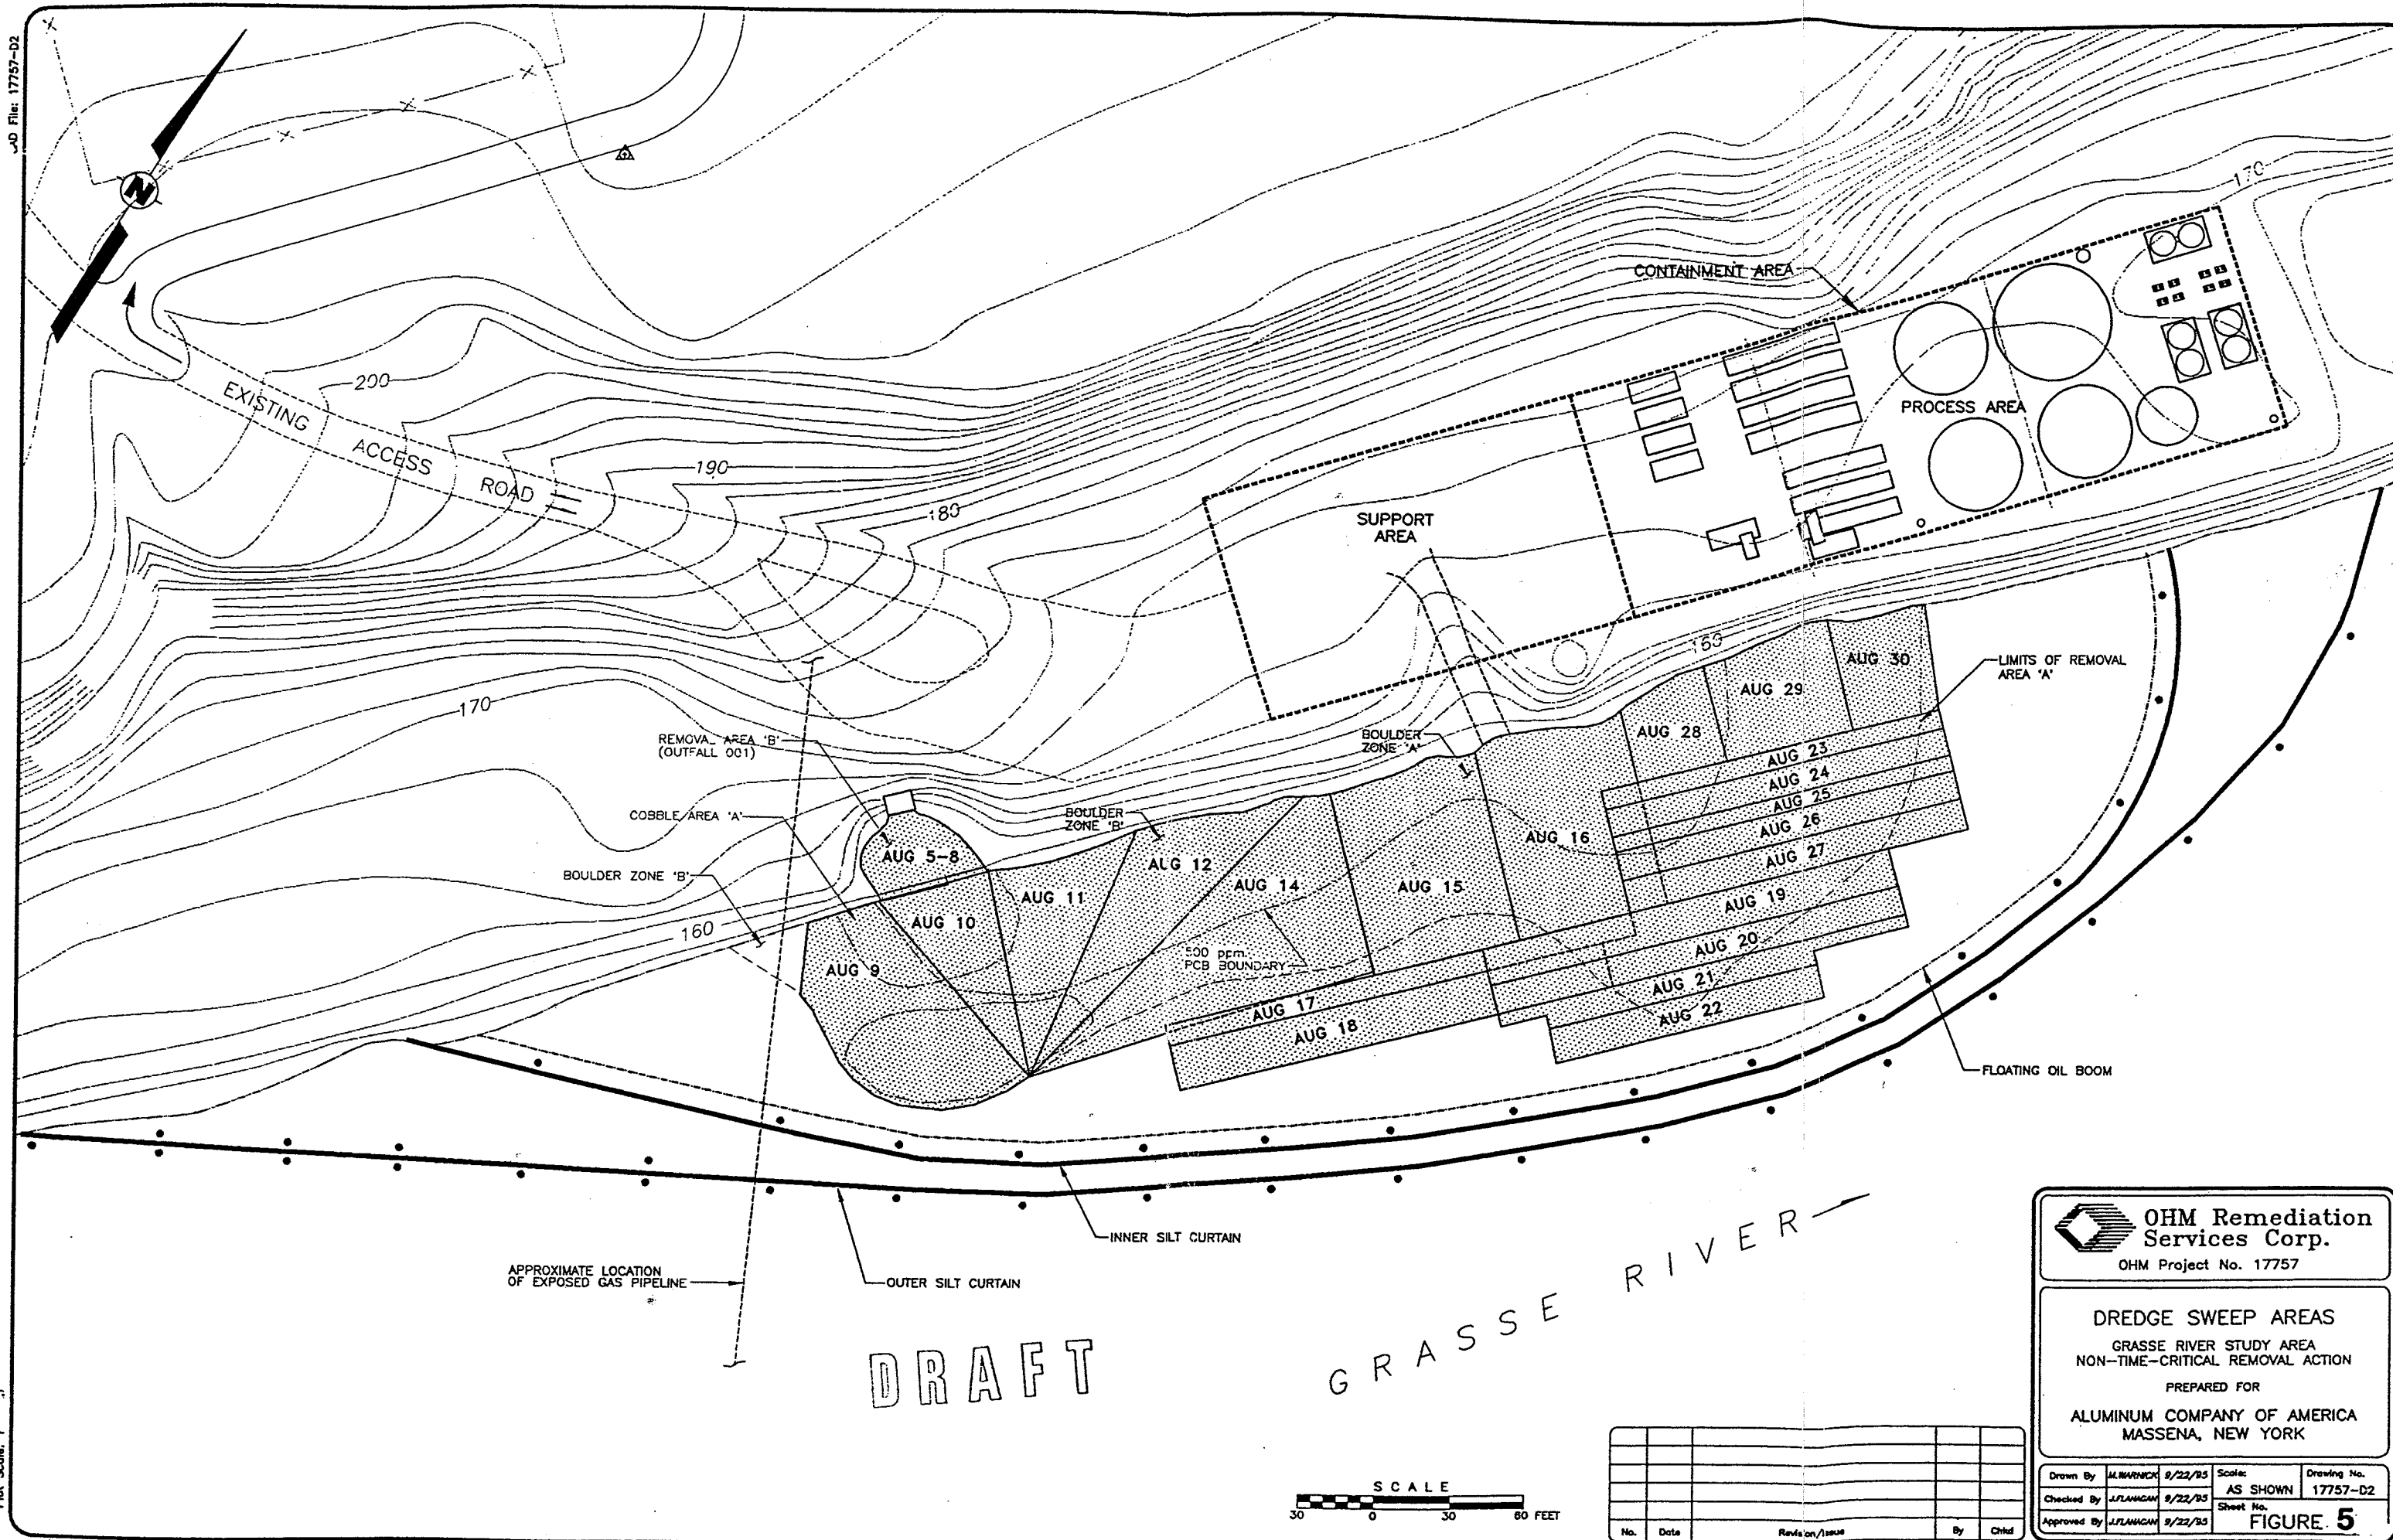 CAD File: 17757-D2
N
EXISTING ACCESS ROAD
200
190
180
170
170
160
160
CONTAINMENT AREA
PROCESS AREA
SUPPORT
AREA
LIMITS OF REMOVAL
AREA 'A'
REMOVAL AREA 'B'
(OUTFALL 001)
COBBLE AREA 'A'
BOULDER ZONE 'B'
BOULDER
ZONE 'B'
BOULDER
ZONE 'A'
AUG 5-8
AUG 9
AUG 10
AUG 11
AUG 12
AUG 14
AUG 15
AUG 16
AUG 28
AUG 29
AUG 30
AUG 23
AUG 24
AUG 25
AUG 26
AUG 27
AUG 19
AUG 20
AUG 21
AUG 22
AUG 17
AUG 18
500 ppm
PCB BOUNDARY
FLOATING OIL BOOM
INNER SILT CURTAIN
OUTER SILT CURTAIN
APPROXIMATE LOCATION
OF EXPOSED GAS PIPELINE
GRASSE RIVER
DRAFT
SCALE
30 0 30 60 FEET
No. Date Revision/Issue By Chkd
OHM Remediation
Services Corp.
OHM Project No. 17757
DREDGE SWEEP AREAS
GRASSE RIVER STUDY AREA
NON-TIME-CRITICAL REMOVAL ACTION
PREPARED FOR
ALUMINUM COMPANY OF AMERICA
MASSENA, NEW YORK
Drawn By M.WARNICK 9/22/95
Checked By J.FLANAGAN 9/22/95
Approved By J.FLANAGAN 9/22/95
Scale:
AS SHOWN
Drawing No.
17757-D2
Sheet No.
FIGURE 5